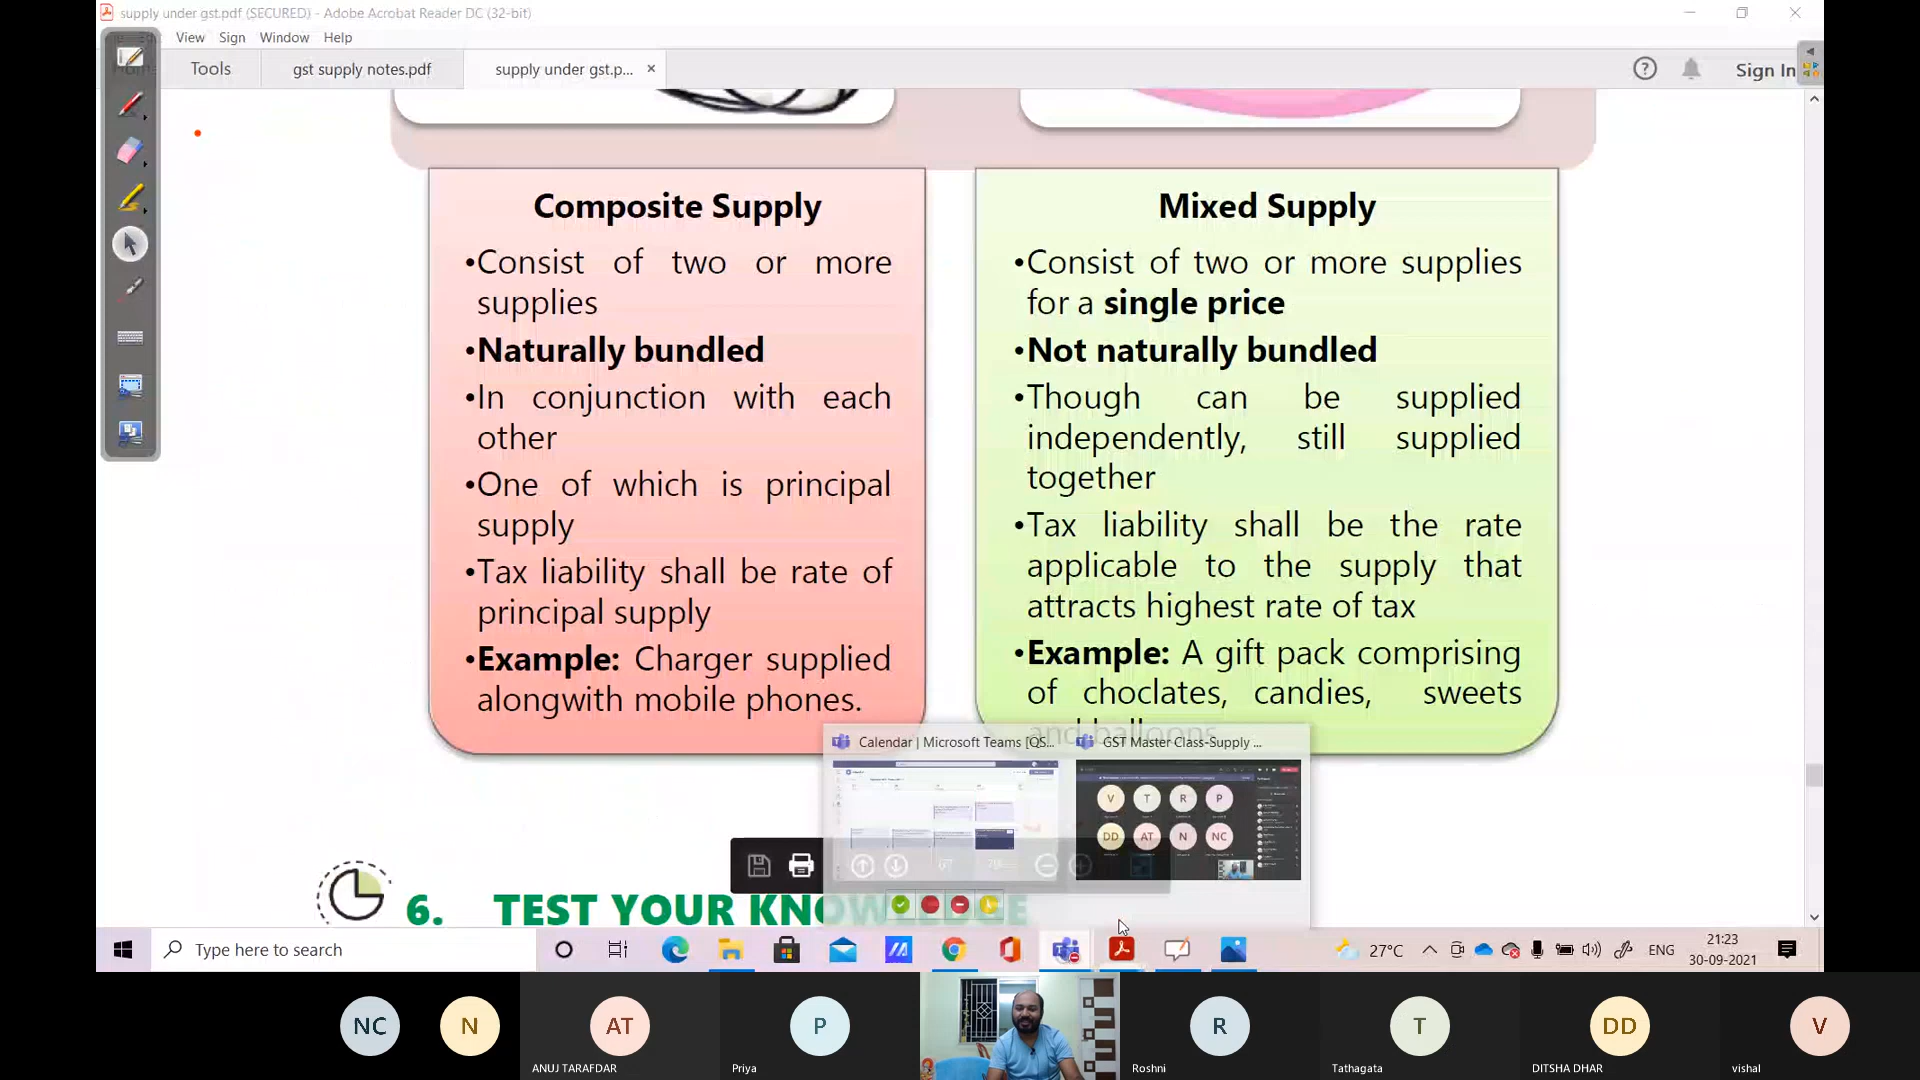 supply under gst.pdf (SECURED) - Adobe Acrobat Reader DC (32-bit)
View Sign Window Help
Tools gst supply notes.pdf supply under gst.p... × Sign In
Composite Supply
•Consist of two or more
supplies
•Naturally bundled
•In conjunction with each
other
•One of which is principal
supply
•Tax liability shall be rate of
principal supply
•Example: Charger supplied
alongwith mobile phones.
Mixed Supply
•Consist of two or more supplies
for a single price
•Not naturally bundled
•Though can be supplied
independently, still supplied
together
•Tax liability shall be the rate
applicable to the supply that
attracts highest rate of tax
•Example: A gift pack comprising
of choclates, candies, sweets
and balloons
Calendar | Microsoft Teams [QS... GST Master Class-Supply ...
V T R P
DD AT N NC
6. TEST YOUR KNOWLEDGE
Type here to search 27°C ENG 21:23
30-09-2021
NC N AT P R T DD V
ANUJ TARAFDAR Priya Roshni Tathagata DITSHA DHAR vishal